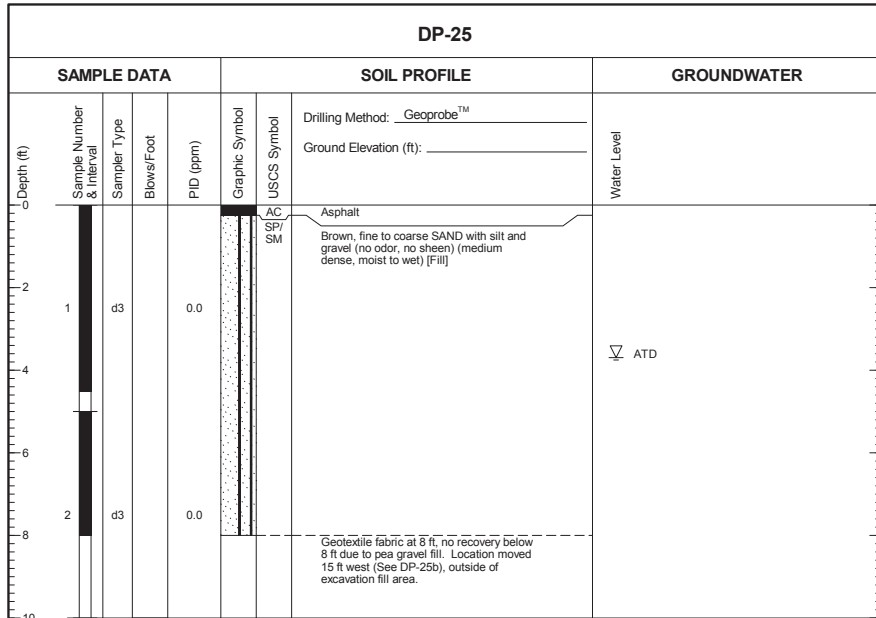 DP-25
SAMPLE DATA
SOIL PROFILE
GROUNDWATER
Depth (ft)
Sample Number
& Interval
Sampler Type
Blows/Foot
PID (ppm)
Graphic Symbol
USCS Symbol
Drilling Method: Geoprobe™
Ground Elevation (ft):
Water Level
0
AC
Asphalt
SP/
SM
Brown, fine to coarse SAND with silt and
gravel (no odor, no sheen) (medium
dense, moist to wet) [Fill]
2
1
d3
0.0
ATD
4
6
2
d3
0.0
8
Geotextile fabric at 8 ft, no recovery below
8 ft due to pea gravel fill. Location moved
15 ft west (See DP-25b), outside of
excavation fill area.
10